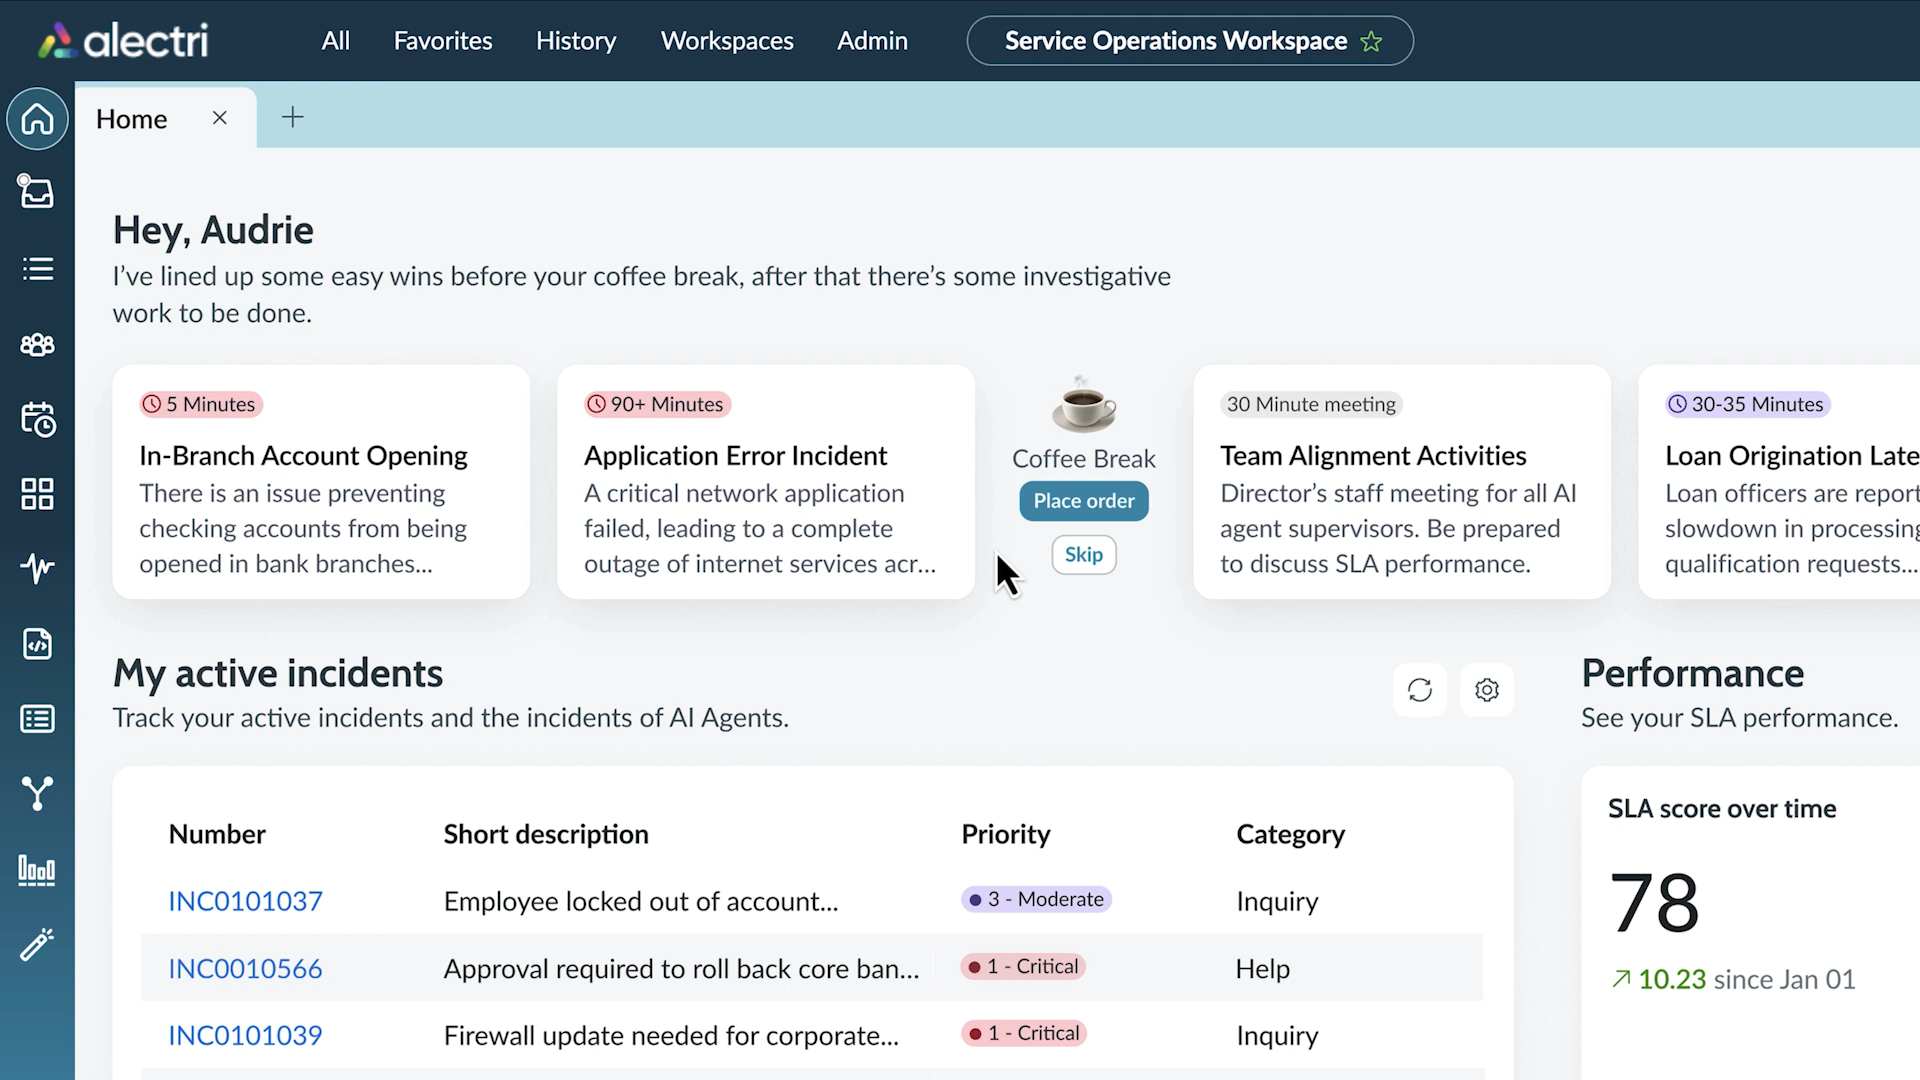 alectri
All
Favorites
History
Workspaces
Admin
Service Operations Workspace
Home
Hey, Audrie
I've lined up some easy wins before your coffee break, after that there's some investigative
work to be done.
5 Minutes
In-Branch Account Opening
There is an issue preventing
checking accounts from being
opened in bank branches...
90+ Minutes
Application Error Incident
A critical network application
failed, leading to a complete
outage of internet services acr...
Coffee Break
Place order
Skip
30 Minute meeting
Team Alignment Activities
Director's staff meeting for all AI
agent supervisors. Be prepared
to discuss SLA performance.
30-35 Minutes
Loan Origination Late
Loan officers are report
slowdown in processing
qualification requests...
My active incidents
Track your active incidents and the incidents of AI Agents.
Number
Short description
Priority
Category
INC0101037
Employee locked out of account...
3 - Moderate
Inquiry
INC0010566
Approval required to roll back core ban...
1 - Critical
Help
INC0101039
Firewall update needed for corporate...
1 - Critical
Inquiry
Performance
See your SLA performance.
SLA score over time
78
10.23 since Jan 01